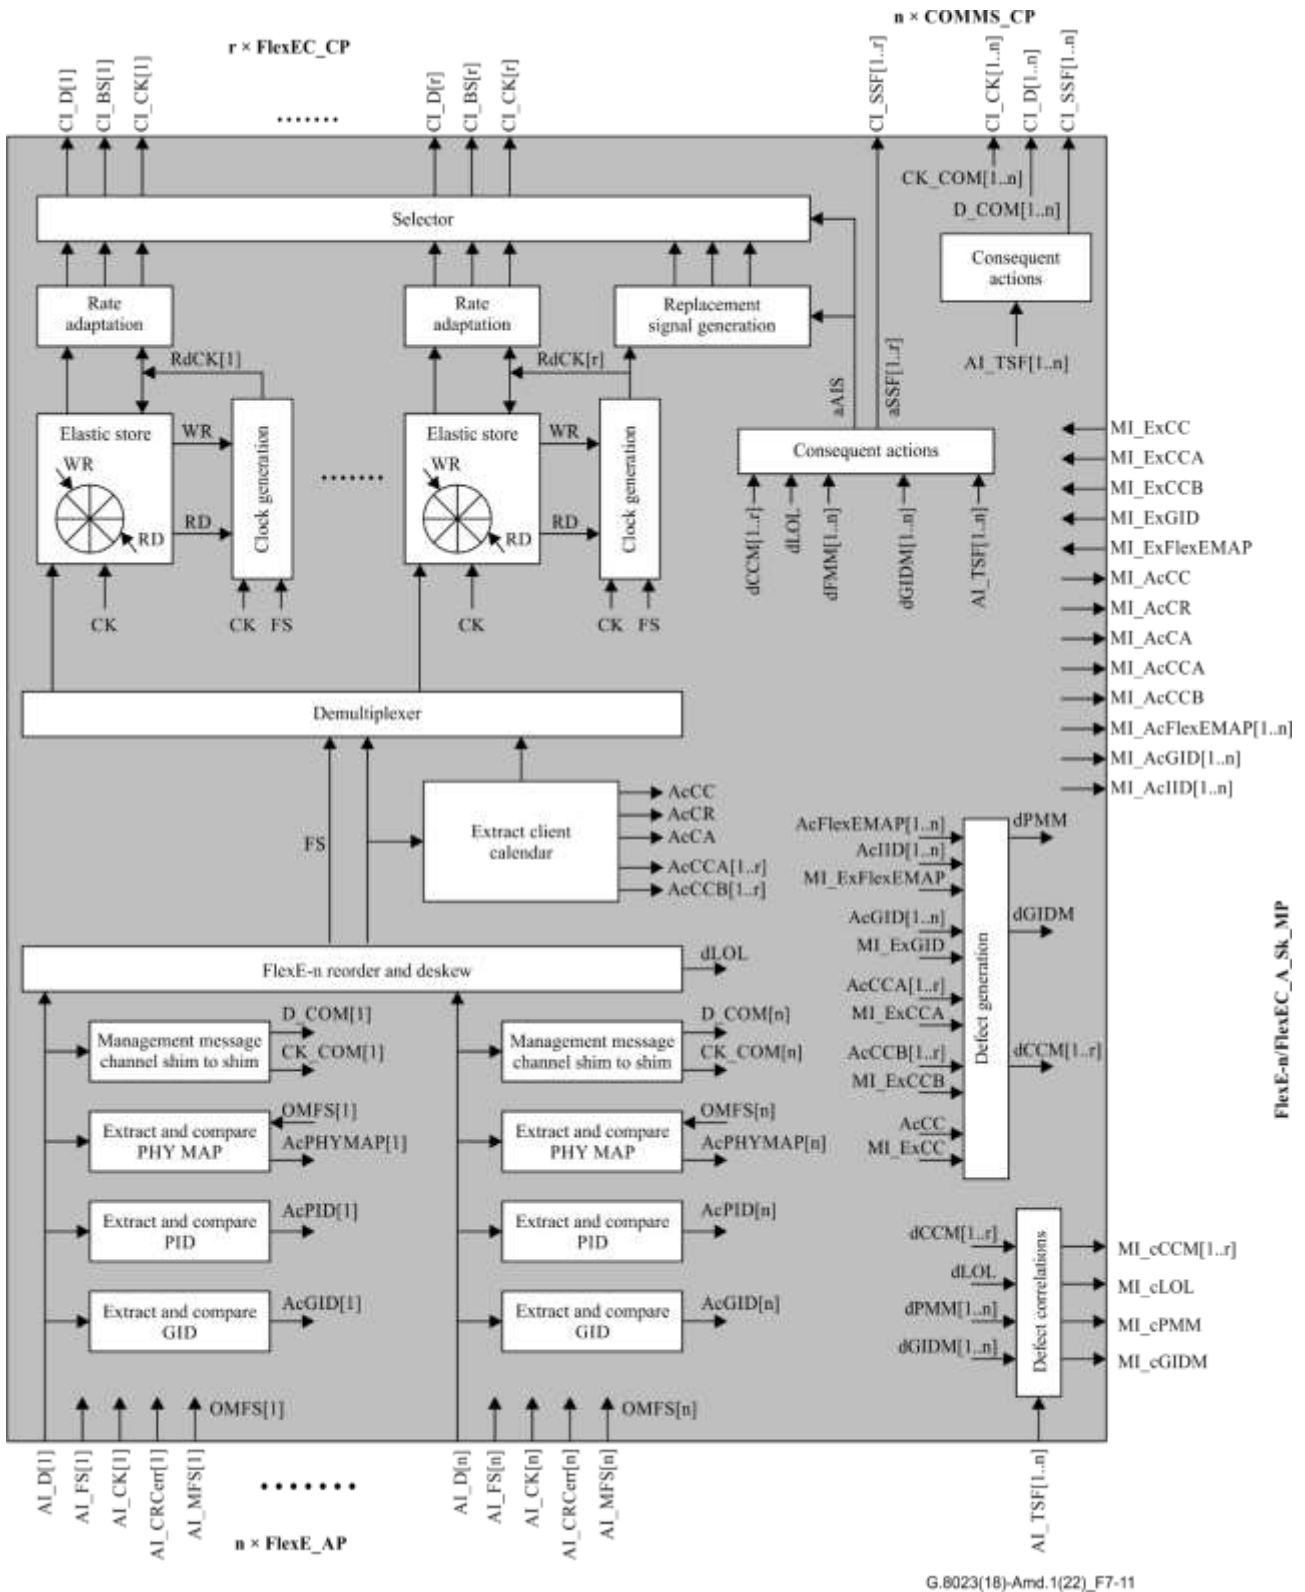 n × COMMS_CP
r × FlexEC_CP
CI_D[1]
CI_BS[1]
CI_CK[1]
.......
CI_D[r]
CI_BS[r]
CI_CK[r]
CI_SSF[1..r]
CI_CK[1..n]
CI_D[1..n]
CI_SSF[1..n]
CK_COM[1..n]
D_COM[1..n]
Selector
Consequent
actions
Rate
adaptation
Rate
adaptation
Replacement
signal generation
AI_TSF[1..n]
RdCK[1]
RdCK[r]
aAIS
aSSF[1..r]
Elastic store
WR
WR
RD
RD
Clock generation
CK
CK
FS
.......
Elastic store
WR
WR
RD
RD
Clock generation
CK
CK
FS
Consequent actions
dCCM[1..r]
dLOL
dFMM[1..n]
dGIDM[1..n]
AI_TSF[1..n]
MI_ExCC
MI_ExCCA
MI_ExCCB
MI_ExGID
MI_ExFlexEMAP
MI_AcCC
MI_AcCR
MI_AcCA
MI_AcCCA
MI_AcCCB
MI_AcFlexEMAP[1..n]
MI_AcGID[1..n]
MI_AcIID[1..n]
Demultiplexer
FS
Extract client
calendar
AcCC
AcCR
AcCA
AcCCA[1..r]
AcCCB[1..r]
AcFlexEMAP[1..n]
AcIID[1..n]
MI_ExFlexEMAP
AcGID[1..n]
MI_ExGID
AcCCA[1..r]
MI_ExCCA
AcCCB[1..r]
MI_ExCCB
AcCC
MI_ExCC
Defect generation
dPMM
dGIDM
dCCM[1..r]
FlexE-n/FlexEC_A_Sk_MP
FlexE-n reorder and deskew
dLOL
Management message
channel shim to shim
D_COM[1]
CK_COM[1]
Management message
channel shim to shim
D_COM[n]
CK_COM[n]
Extract and compare
PHY MAP
OMFS[1]
AcPHYMAP[1]
Extract and compare
PHY MAP
OMFS[n]
AcPHYMAP[n]
Extract and compare
PID
AcPID[1]
Extract and compare
PID
AcPID[n]
Extract and compare
GID
AcGID[1]
Extract and compare
GID
AcGID[n]
dCCM[1..r]
dLOL
dPMM[1..n]
dGIDM[1..n]
Defect correlations
MI_cCCM[1..r]
MI_cLOL
MI_cPMM
MI_cGIDM
OMFS[1]
OMFS[n]
AI_D[1]
AI_FS[1]
AI_CK[1]
AI_CRCerr[1]
AI_MFS[1]
.......
AI_D[n]
AI_FS[n]
AI_CK[n]
AI_CRCerr[n]
AI_MFS[n]
AI_TSF[1..n]
n × FlexE_AP
G.8023(18)-Amd.1(22)_F7-11